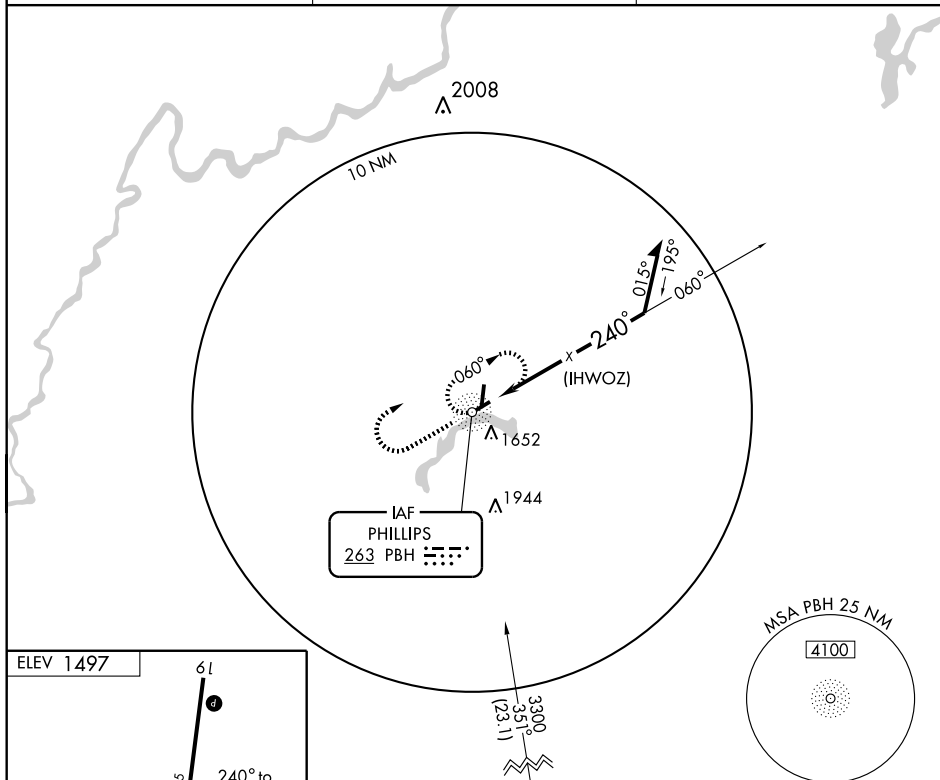 2008
10 NM
015°
195°
060°
240°
x
(IHWOZ)
060°
1652
1944
IAF
PHILLIPS
263 PBH
MSA PBH 25 NM
4100
3300
351°
(23.1)
ELEV 1497
19
P
240° to